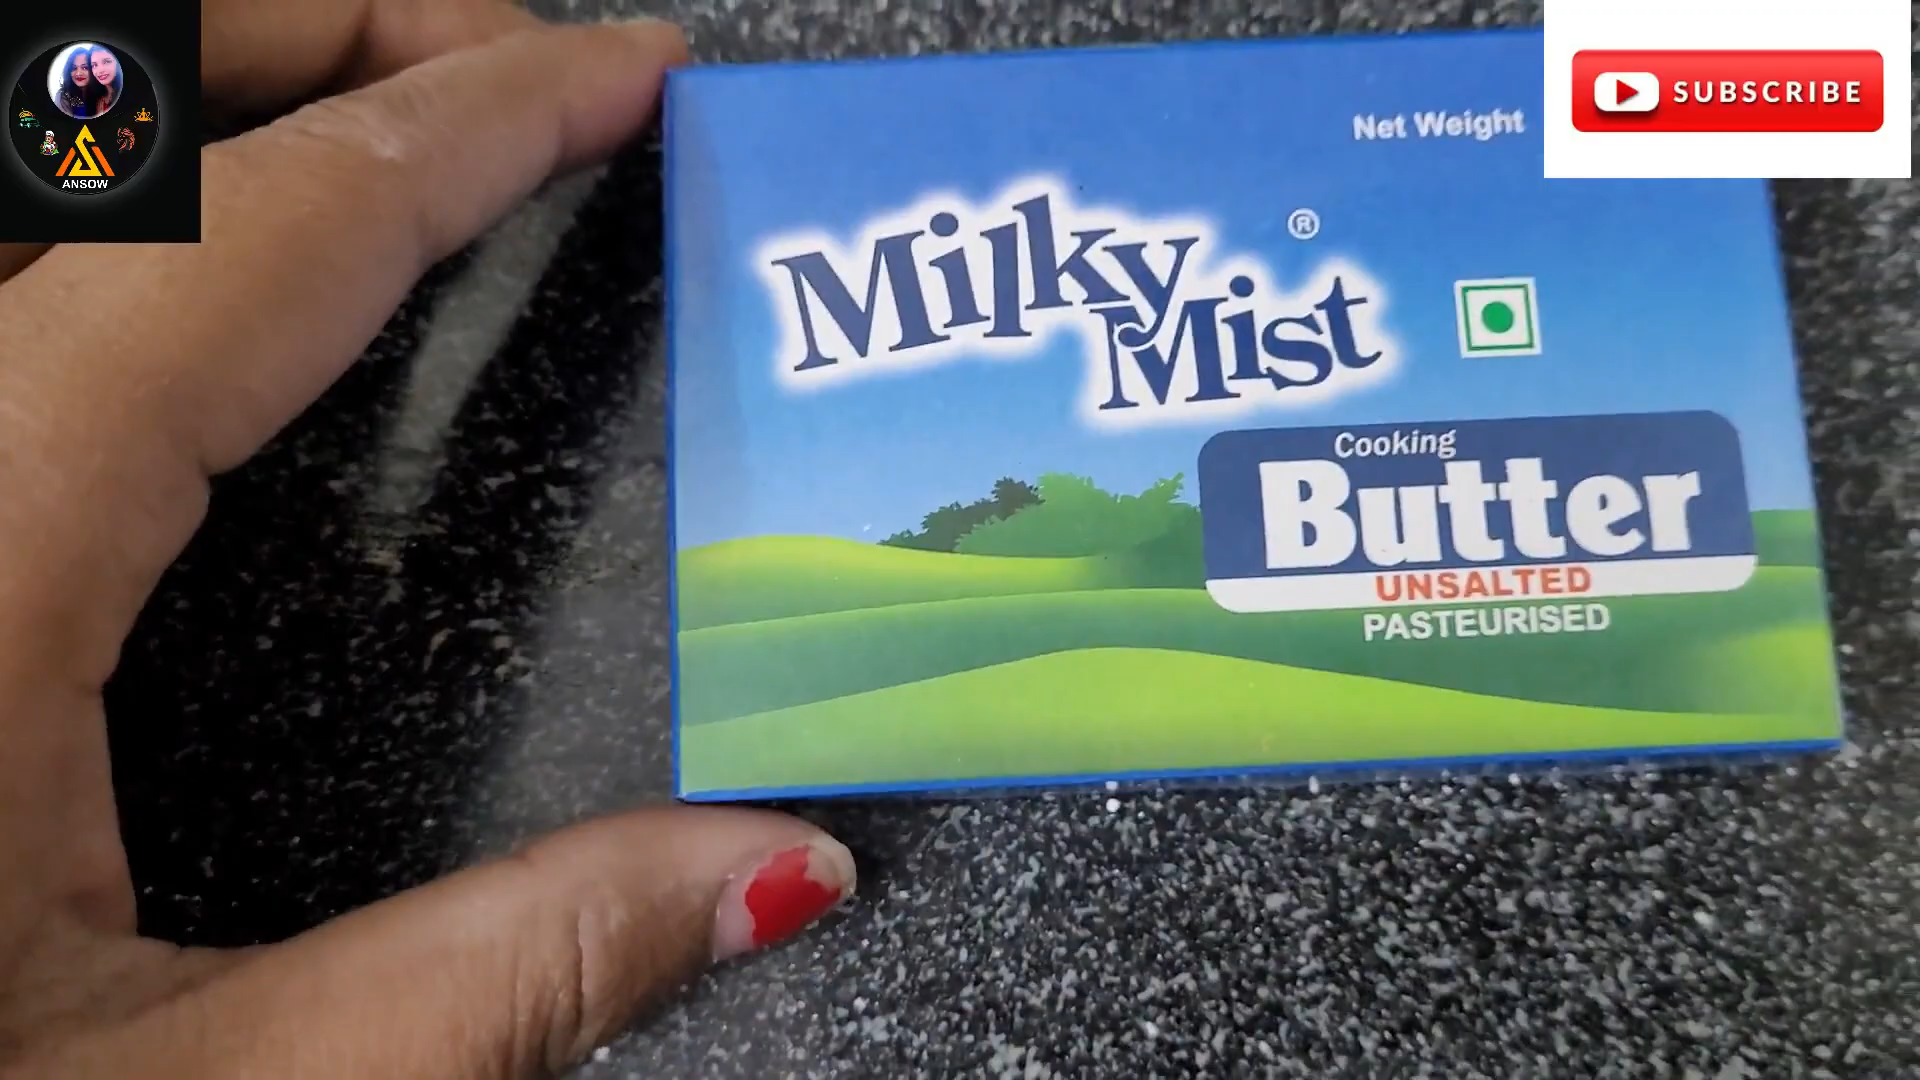 SUBSCRIBE
Net Weight
Milky
Mist
®
Cooking
Butter
UNSALTED
PASTEURISED
ANSOW